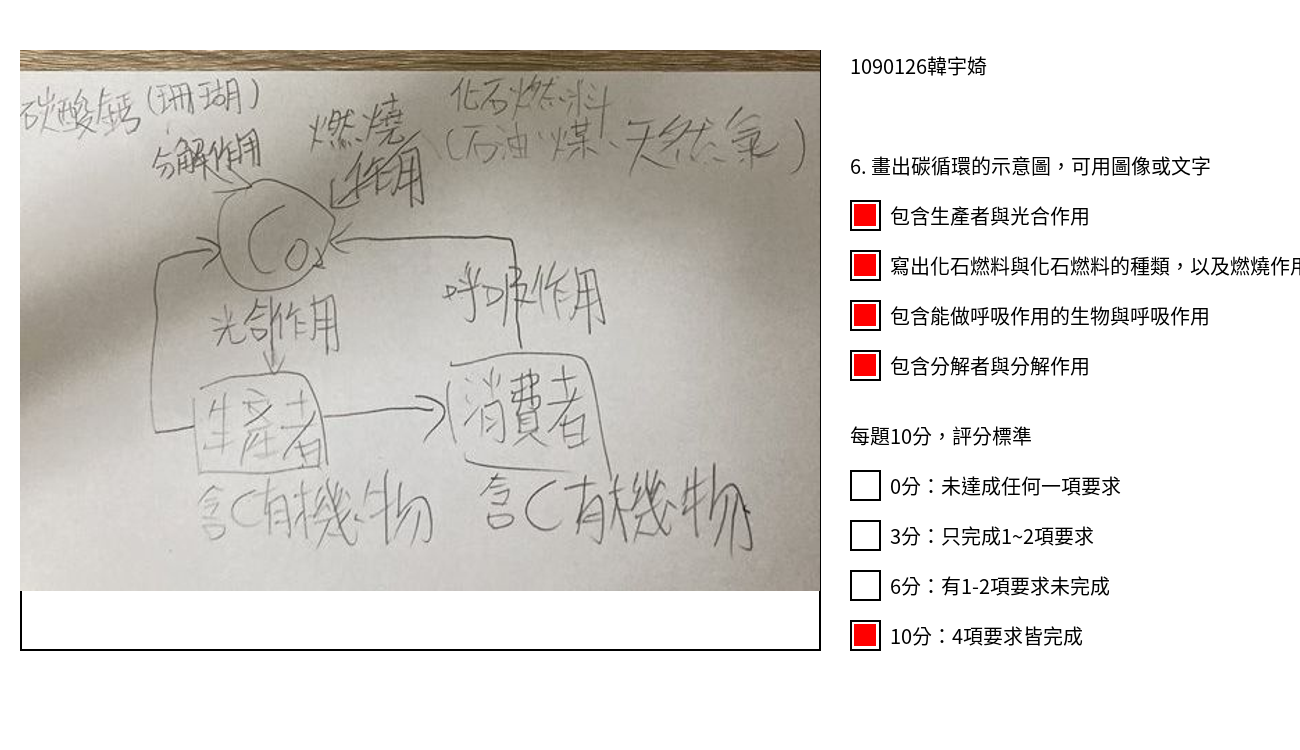 碳酸鈣(珊瑚)
分解作用
燃燒
作用
化石燃料
(石油、煤、天然氣)
CO2
光合作用
呼吸作用
生產者
消費者
含C有機物
含C有機物
1090126韓宇婍
6. 畫出碳循環的示意圖，可用圖像或文字
包含生產者與光合作用
寫出化石燃料與化石燃料的種類，以及燃燒作用
包含能做呼吸作用的生物與呼吸作用
包含分解者與分解作用
每題10分，評分標準
0分：未達成任何一項要求
3分：只完成1~2項要求
6分：有1-2項要求未完成
10分：4項要求皆完成